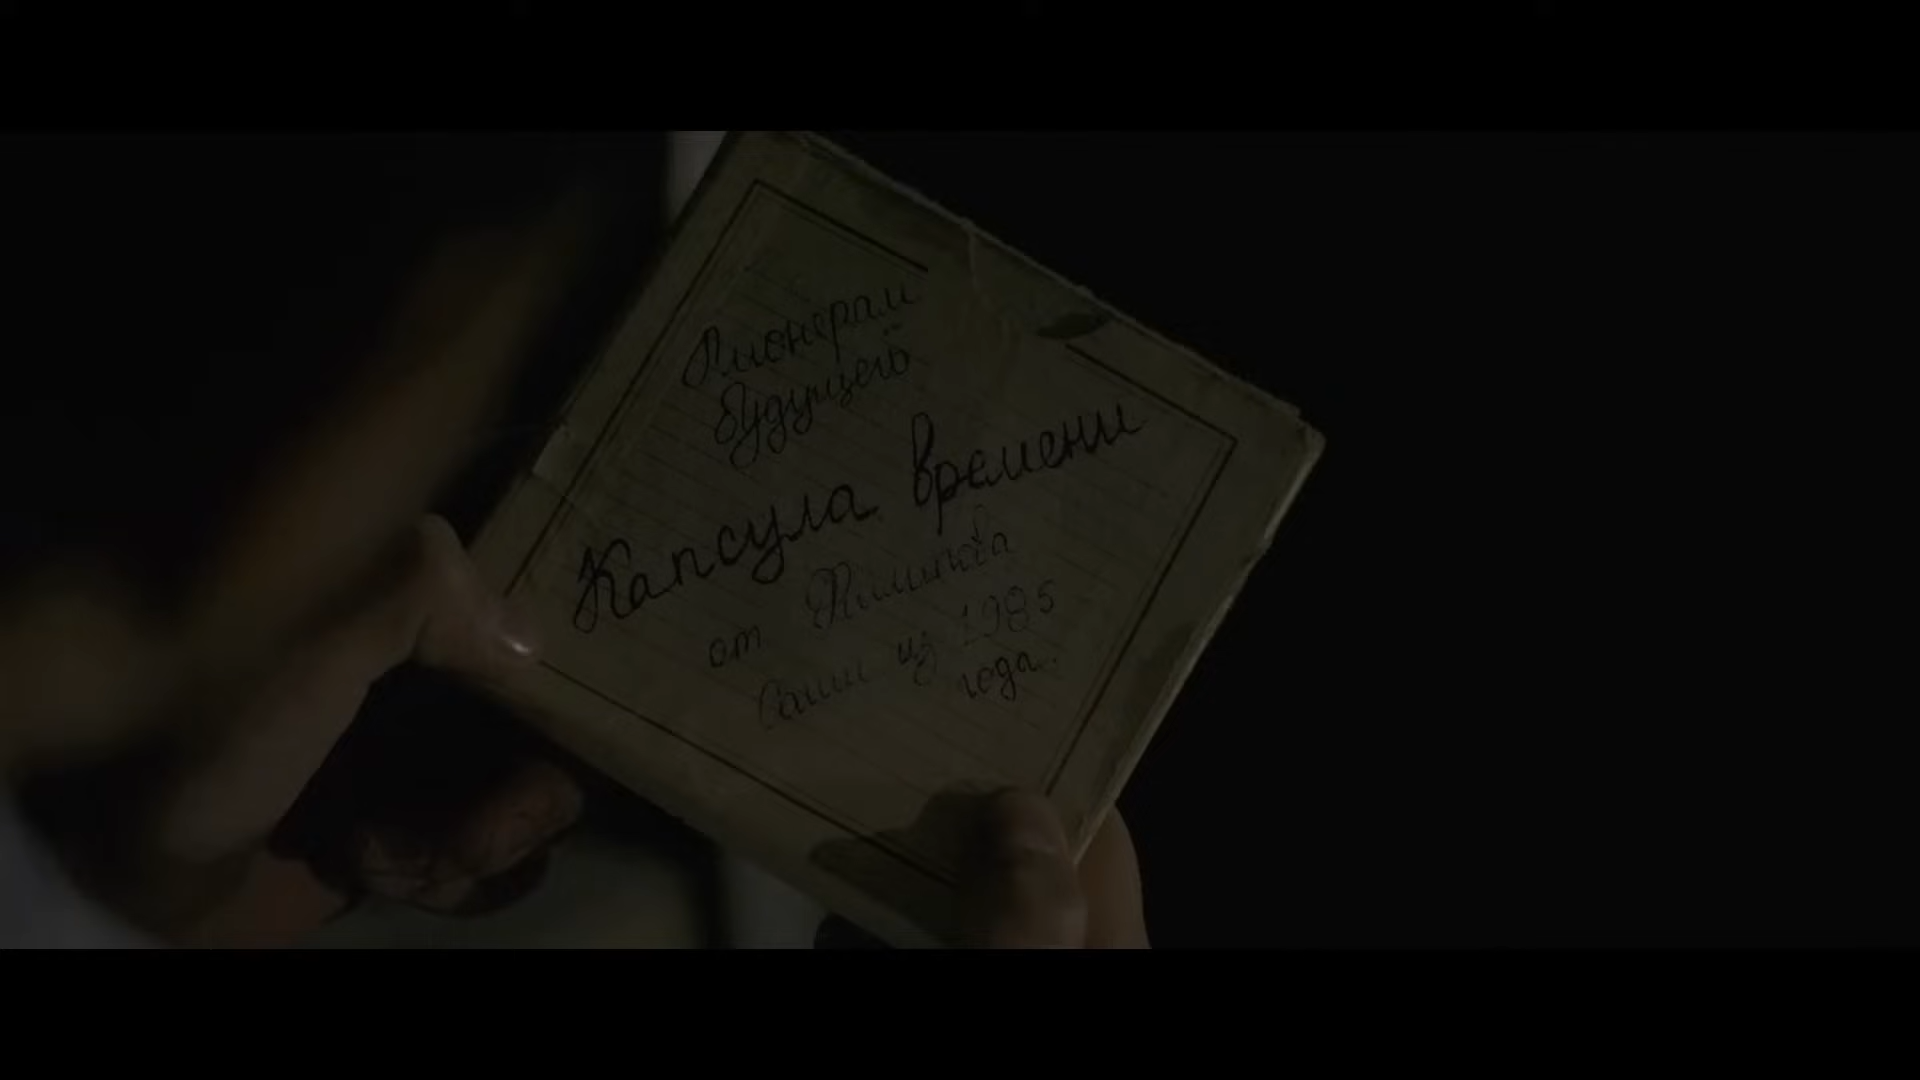 Пионерам
будущего
Капсула времени
от
Саши из 1985
года.